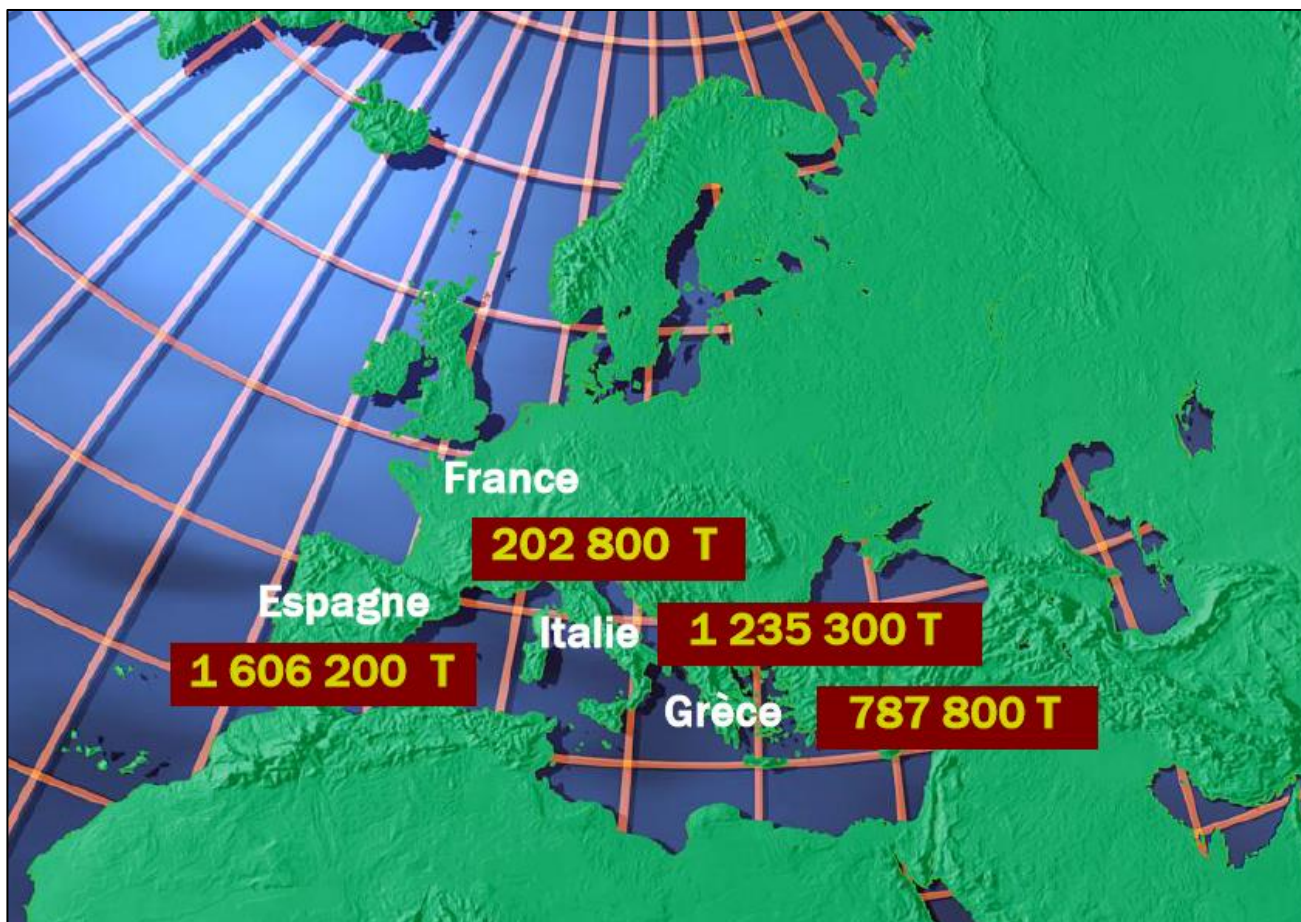 France
202 800 T
Espagne
1 606 200 T
Italie
1 235 300 T
Grèce
787 800 T